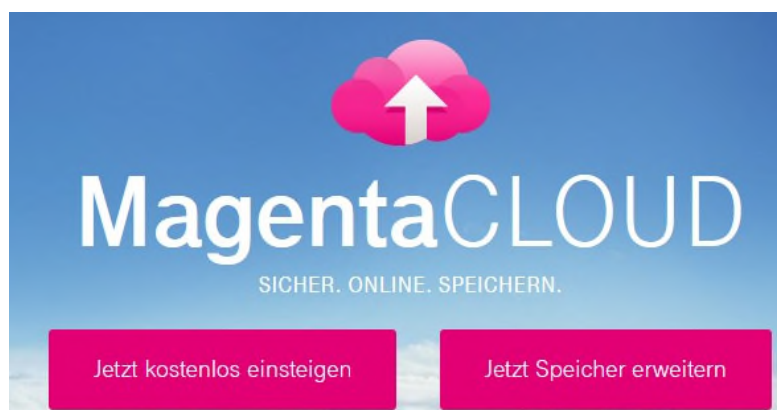 MagentaCLOUD
SICHER. ONLINE. SPEICHERN.
Jetzt kostenlos einsteigen
Jetzt Speicher erweitern